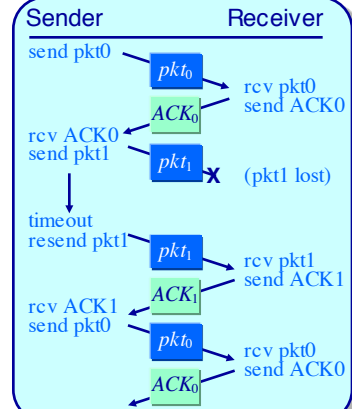 Sender Receiver
send pkt0
pkt0
rcv pkt0
send ACK0
ACK0
rcv ACK0
send pkt1
pkt1
X (pkt1 lost)
timeout
resend pkt1
pkt1
rcv pkt1
send ACK1
ACK1
rcv ACK1
send pkt0
pkt0
rcv pkt0
send ACK0
ACK0